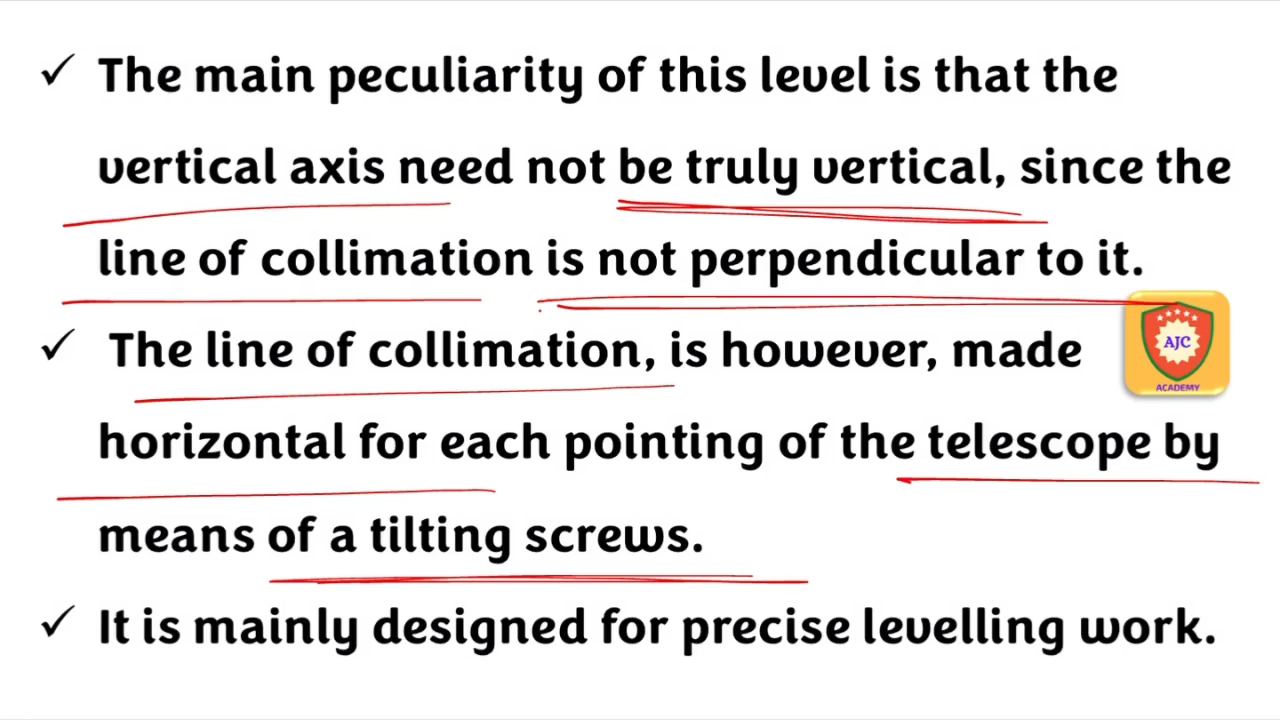 ✓ The main peculiarity of this level is that the
vertical axis need not be truly vertical, since the
line of collimation is not perpendicular to it.
✓ The line of collimation, is however, made
AJC
ACADEMY
horizontal for each pointing of the telescope by
means of a tilting screws.
✓ It is mainly designed for precise levelling work.